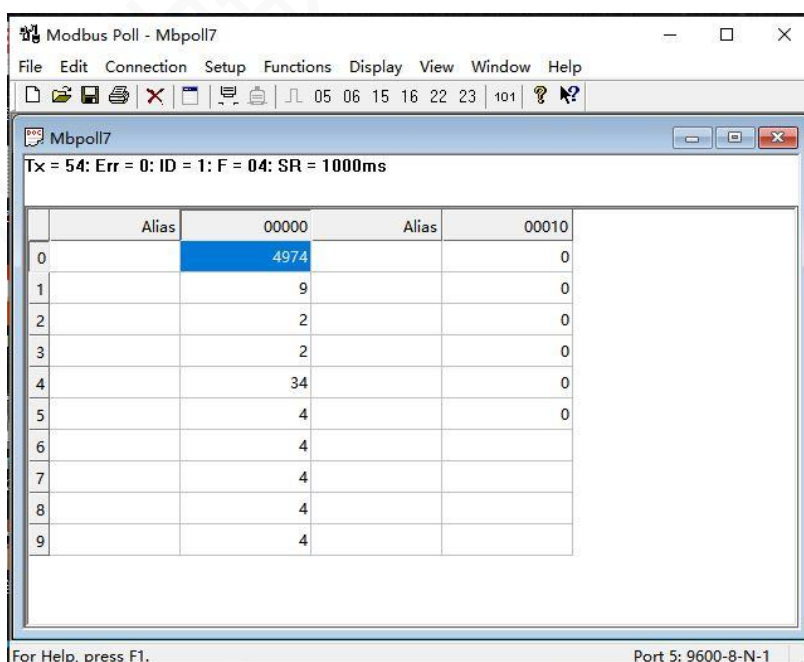 Modbus Poll - Mbpoll7
File Edit Connection Setup Functions Display View Window Help
05 06 15 16 22 23 101
Mbpoll7
Tx = 54: Err = 0: ID = 1: F = 04: SR = 1000ms
Alias 00000 Alias 00010
0 4974 0
1 9 0
2 2 0
3 2 0
4 34 0
5 4 0
6 4
7 4
8 4
9 4
For Help, press F1. Port 5: 9600-8-N-1